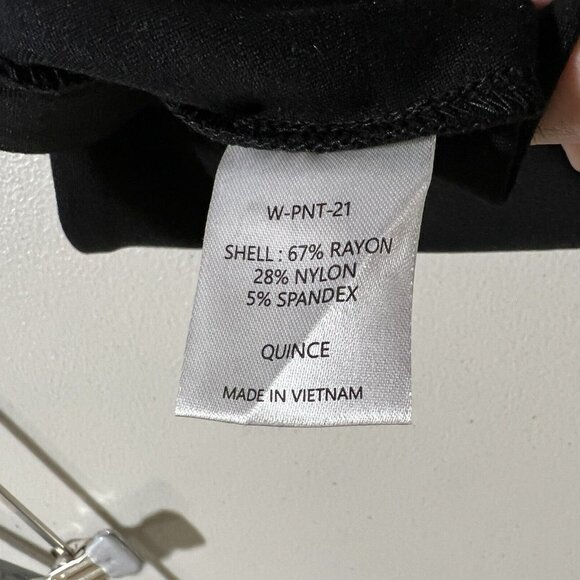 W-PNT-21
SHELL : 67% RAYON
28% NYLON
5% SPANDEX
QUINCE
MADE IN VIETNAM